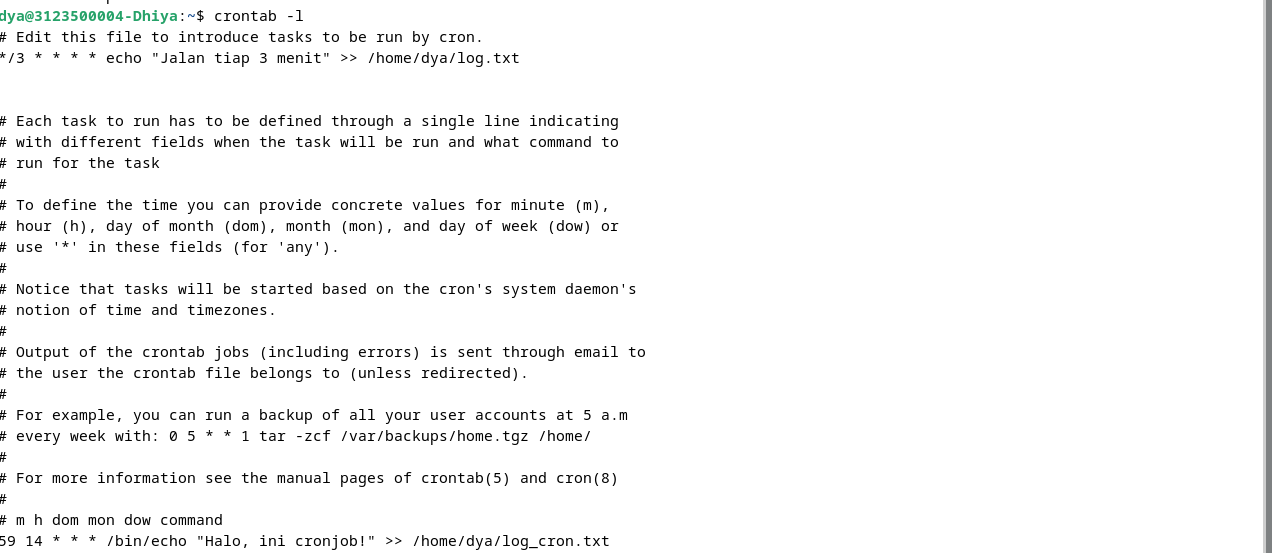 dya@3123500004-Dhiya:~$ crontab -l
# Edit this file to introduce tasks to be run by cron.
*/3 * * * * echo "Jalan tiap 3 menit" >> /home/dya/log.txt
# Each task to run has to be defined through a single line indicating
# with different fields when the task will be run and what command to
# run for the task
#
# To define the time you can provide concrete values for minute (m),
# hour (h), day of month (dom), month (mon), and day of week (dow) or
# use '*' in these fields (for 'any').
#
# Notice that tasks will be started based on the cron's system daemon's
# notion of time and timezones.
#
# Output of the crontab jobs (including errors) is sent through email to
# the user the crontab file belongs to (unless redirected).
#
# For example, you can run a backup of all your user accounts at 5 a.m
# every week with: 0 5 * * 1 tar -zcf /var/backups/home.tgz /home/
#
# For more information see the manual pages of crontab(5) and cron(8)
#
# m h dom mon dow command
59 14 * * * /bin/echo "Halo, ini cronjob!" >> /home/dya/log_cron.txt